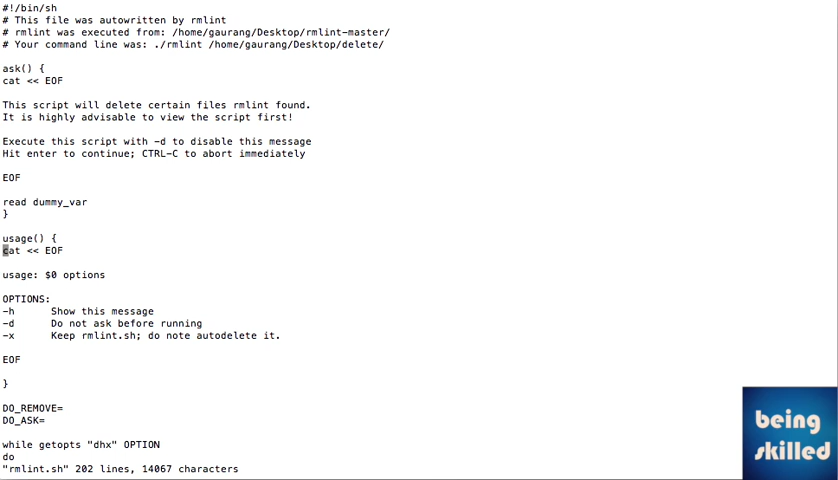 #!/bin/sh
# This file was autowritten by rmlint
# rmlint was executed from: /home/gaurang/Desktop/rmlint-master/
# Your command line was: ./rmlint /home/gaurang/Desktop/delete/
ask() {
cat << EOF
This script will delete certain files rmlint found.
It is highly advisable to view the script first!
Execute this script with -d to disable this message
Hit enter to continue; CTRL-C to abort immediately
EOF
read dummy_var
}
usage() {
cat << EOF
usage: $0 options
OPTIONS:
-h      Show this message
-d      Do not ask before running
-x      Keep rmlint.sh; do note autodelete it.
EOF
}
DO_REMOVE=
DO_ASK=
while getopts "dhx" OPTION
do
"rmlint.sh" 202 lines, 14067 characters
being
skilled